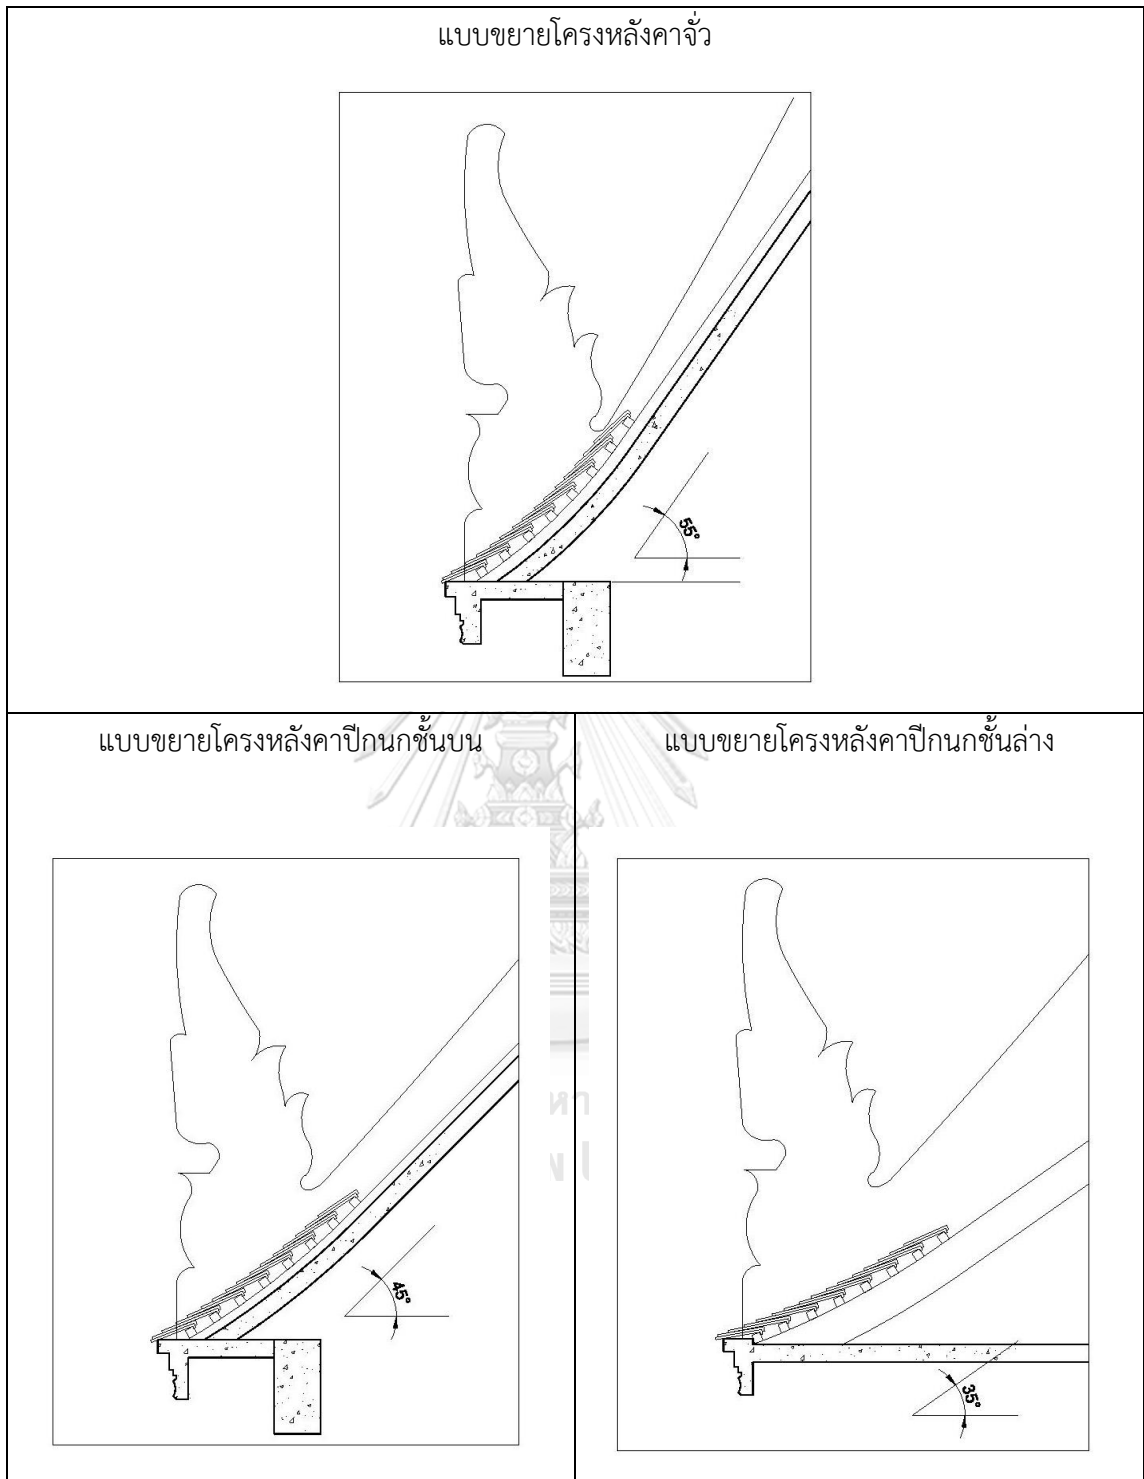 แบบขยายโครงหลังคาจั่ว
55°
แบบขยายโครงหลังคาปีกนกชั้นบน
แบบขยายโครงหลังคาปีกนกชั้นล่าง
45°
35°